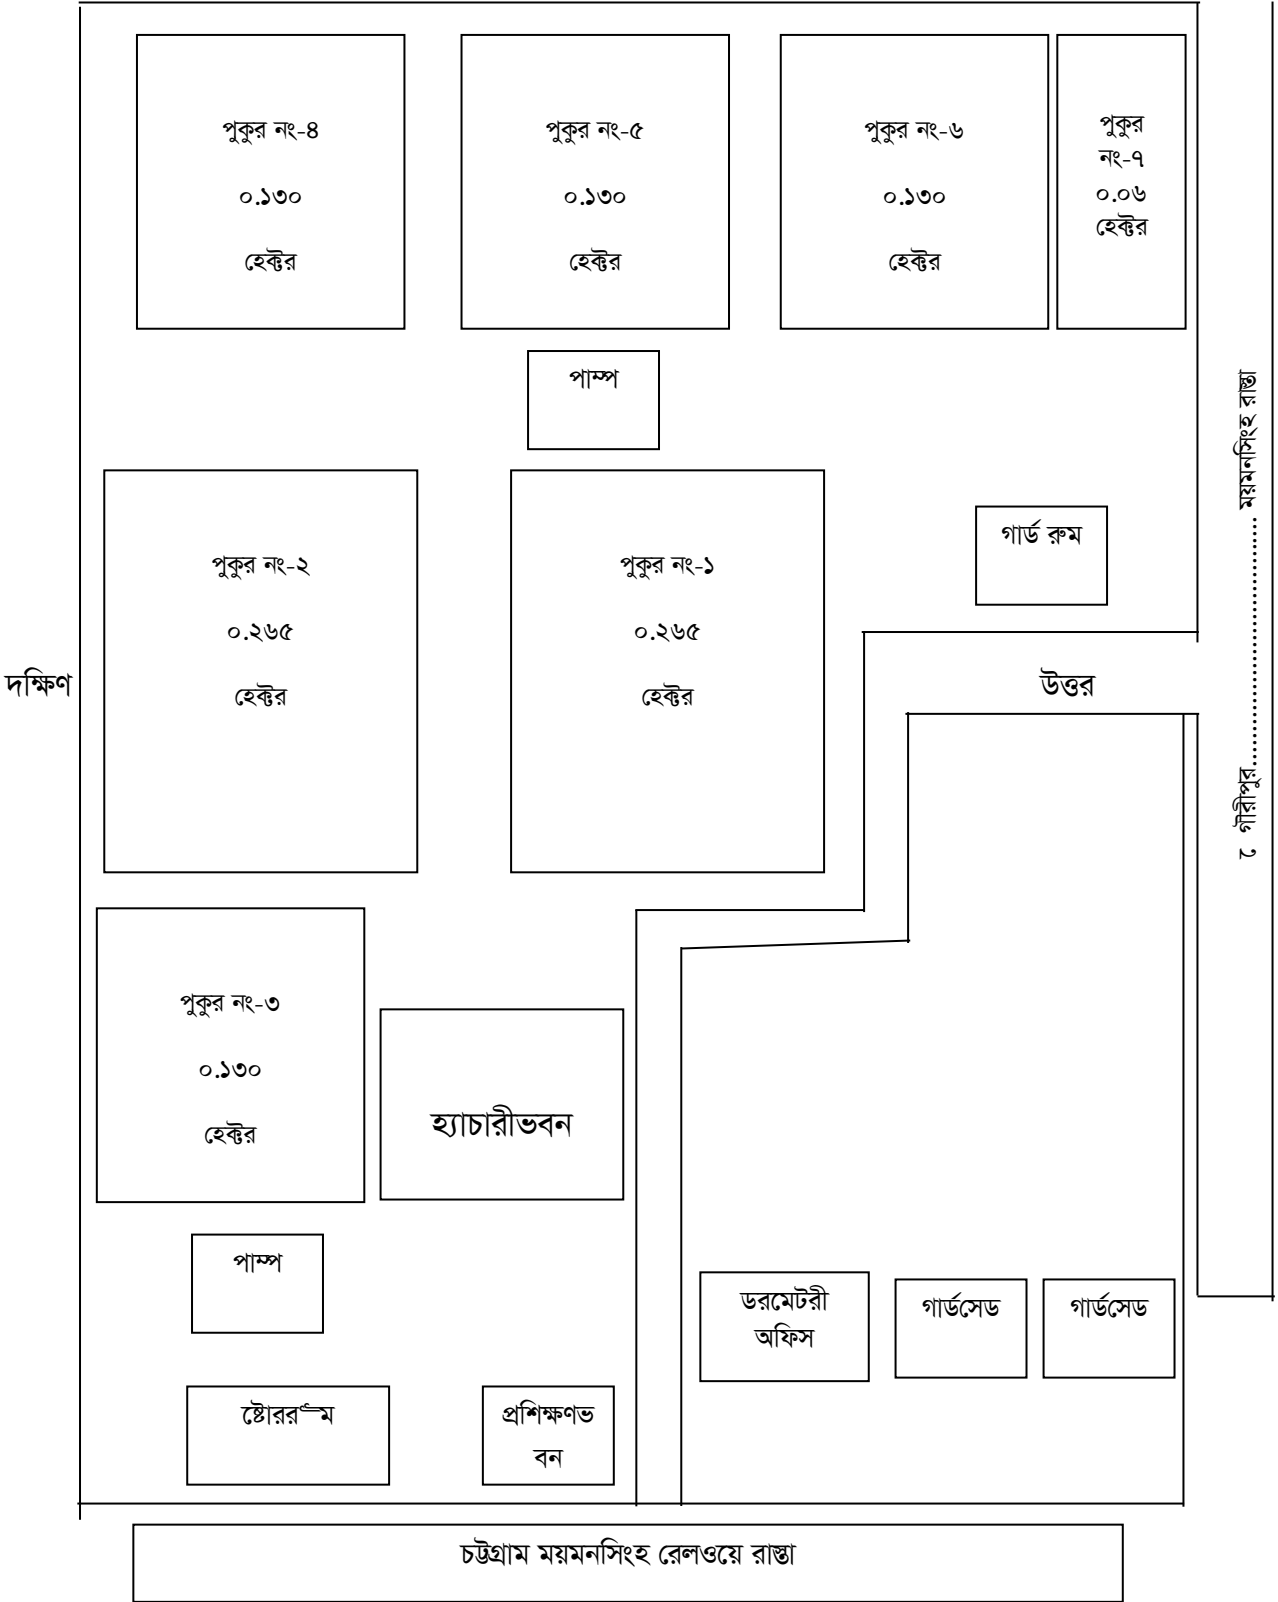 পুকুর নং-৪
০.১৩০
হেক্টর
পুকুর নং-৫
০.১৩০
হেক্টর
পুকুর নং-৬
০.১৩০
হেক্টর
পুকুর
নং-৭
০.০৬
হেক্টর
পাম্প
পুকুর নং-২
০.২৬৫
হেক্টর
পুকুর নং-১
০.২৬৫
হেক্টর
গার্ড রুম
দক্ষিণ
উত্তর
গৌরীপুর.................................... ময়মনসিংহ রাস্তা
পুকুর নং-৩
০.১৩০
হেক্টর
হ্যাচারীভবন
পাম্প
ডরমেটরী
অফিস
গার্ডসেড
গার্ডসেড
প্রশিক্ষণভ
বন
চট্টগ্রাম ময়মনসিংহ রেলওয়ে রাস্তা